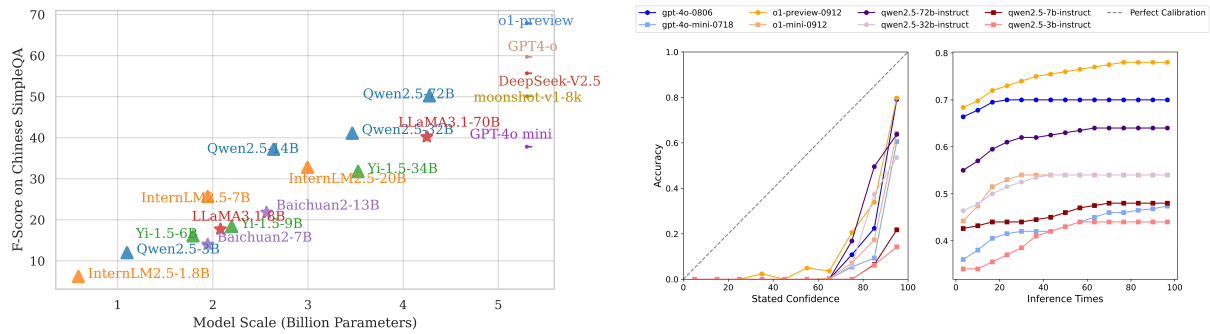 o1-preview
70
60
50
40
30
20
10
F-Score on Chinese SimpleQA
GPT4-o
DeepSeek-V2.5
moonshot-v1-8k
Qwen2.5-72B
LLaMA3.1-70B
Qwen2.5-32B
GPT-4o mini
Qwen2.5-14B
Yi-1.5-34B
InternLM2.5-20B
InternLM2.5-7B
Baichuan2-13B
LLaMA3.1-8B
Yi-1.5-9B
Yi-1.5-6B
Baichuan2-7B
Qwen2.5-3B
InternLM2.5-1.8B
1 2 3 4 5
Model Scale (Billion Parameters)
gpt-4o-0806 o1-preview-0912 qwen2.5-72b-instruct qwen2.5-7b-instruct Perfect Calibration
gpt-4o-mini-0718 o1-mini-0912 qwen2.5-32b-instruct qwen2.5-3b-instruct
1.0
0.8
0.6
0.4
0.2
0.0
Accuracy
0 20 40 60 80 100
Stated Confidence
0.8
0.7
0.6
0.5
0.4
0 20 40 60 80 100
Inference Times